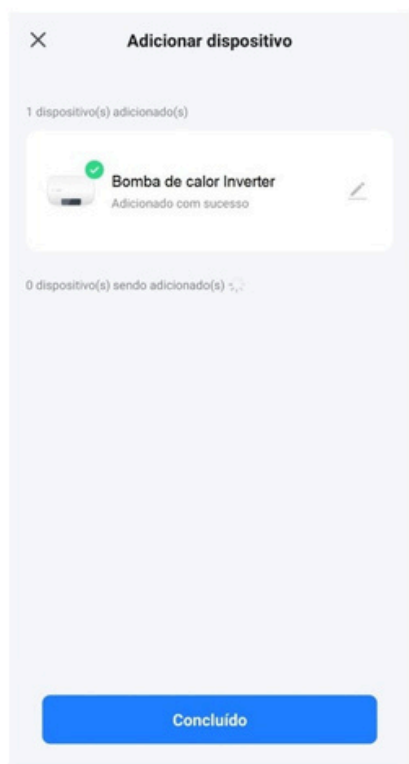 Adicionar dispositivo
1 dispositivo(s) adicionado(s)
Bomba de calor Inverter
Adicionado com sucesso
0 dispositivo(s) sendo adicionado(s)
Concluído